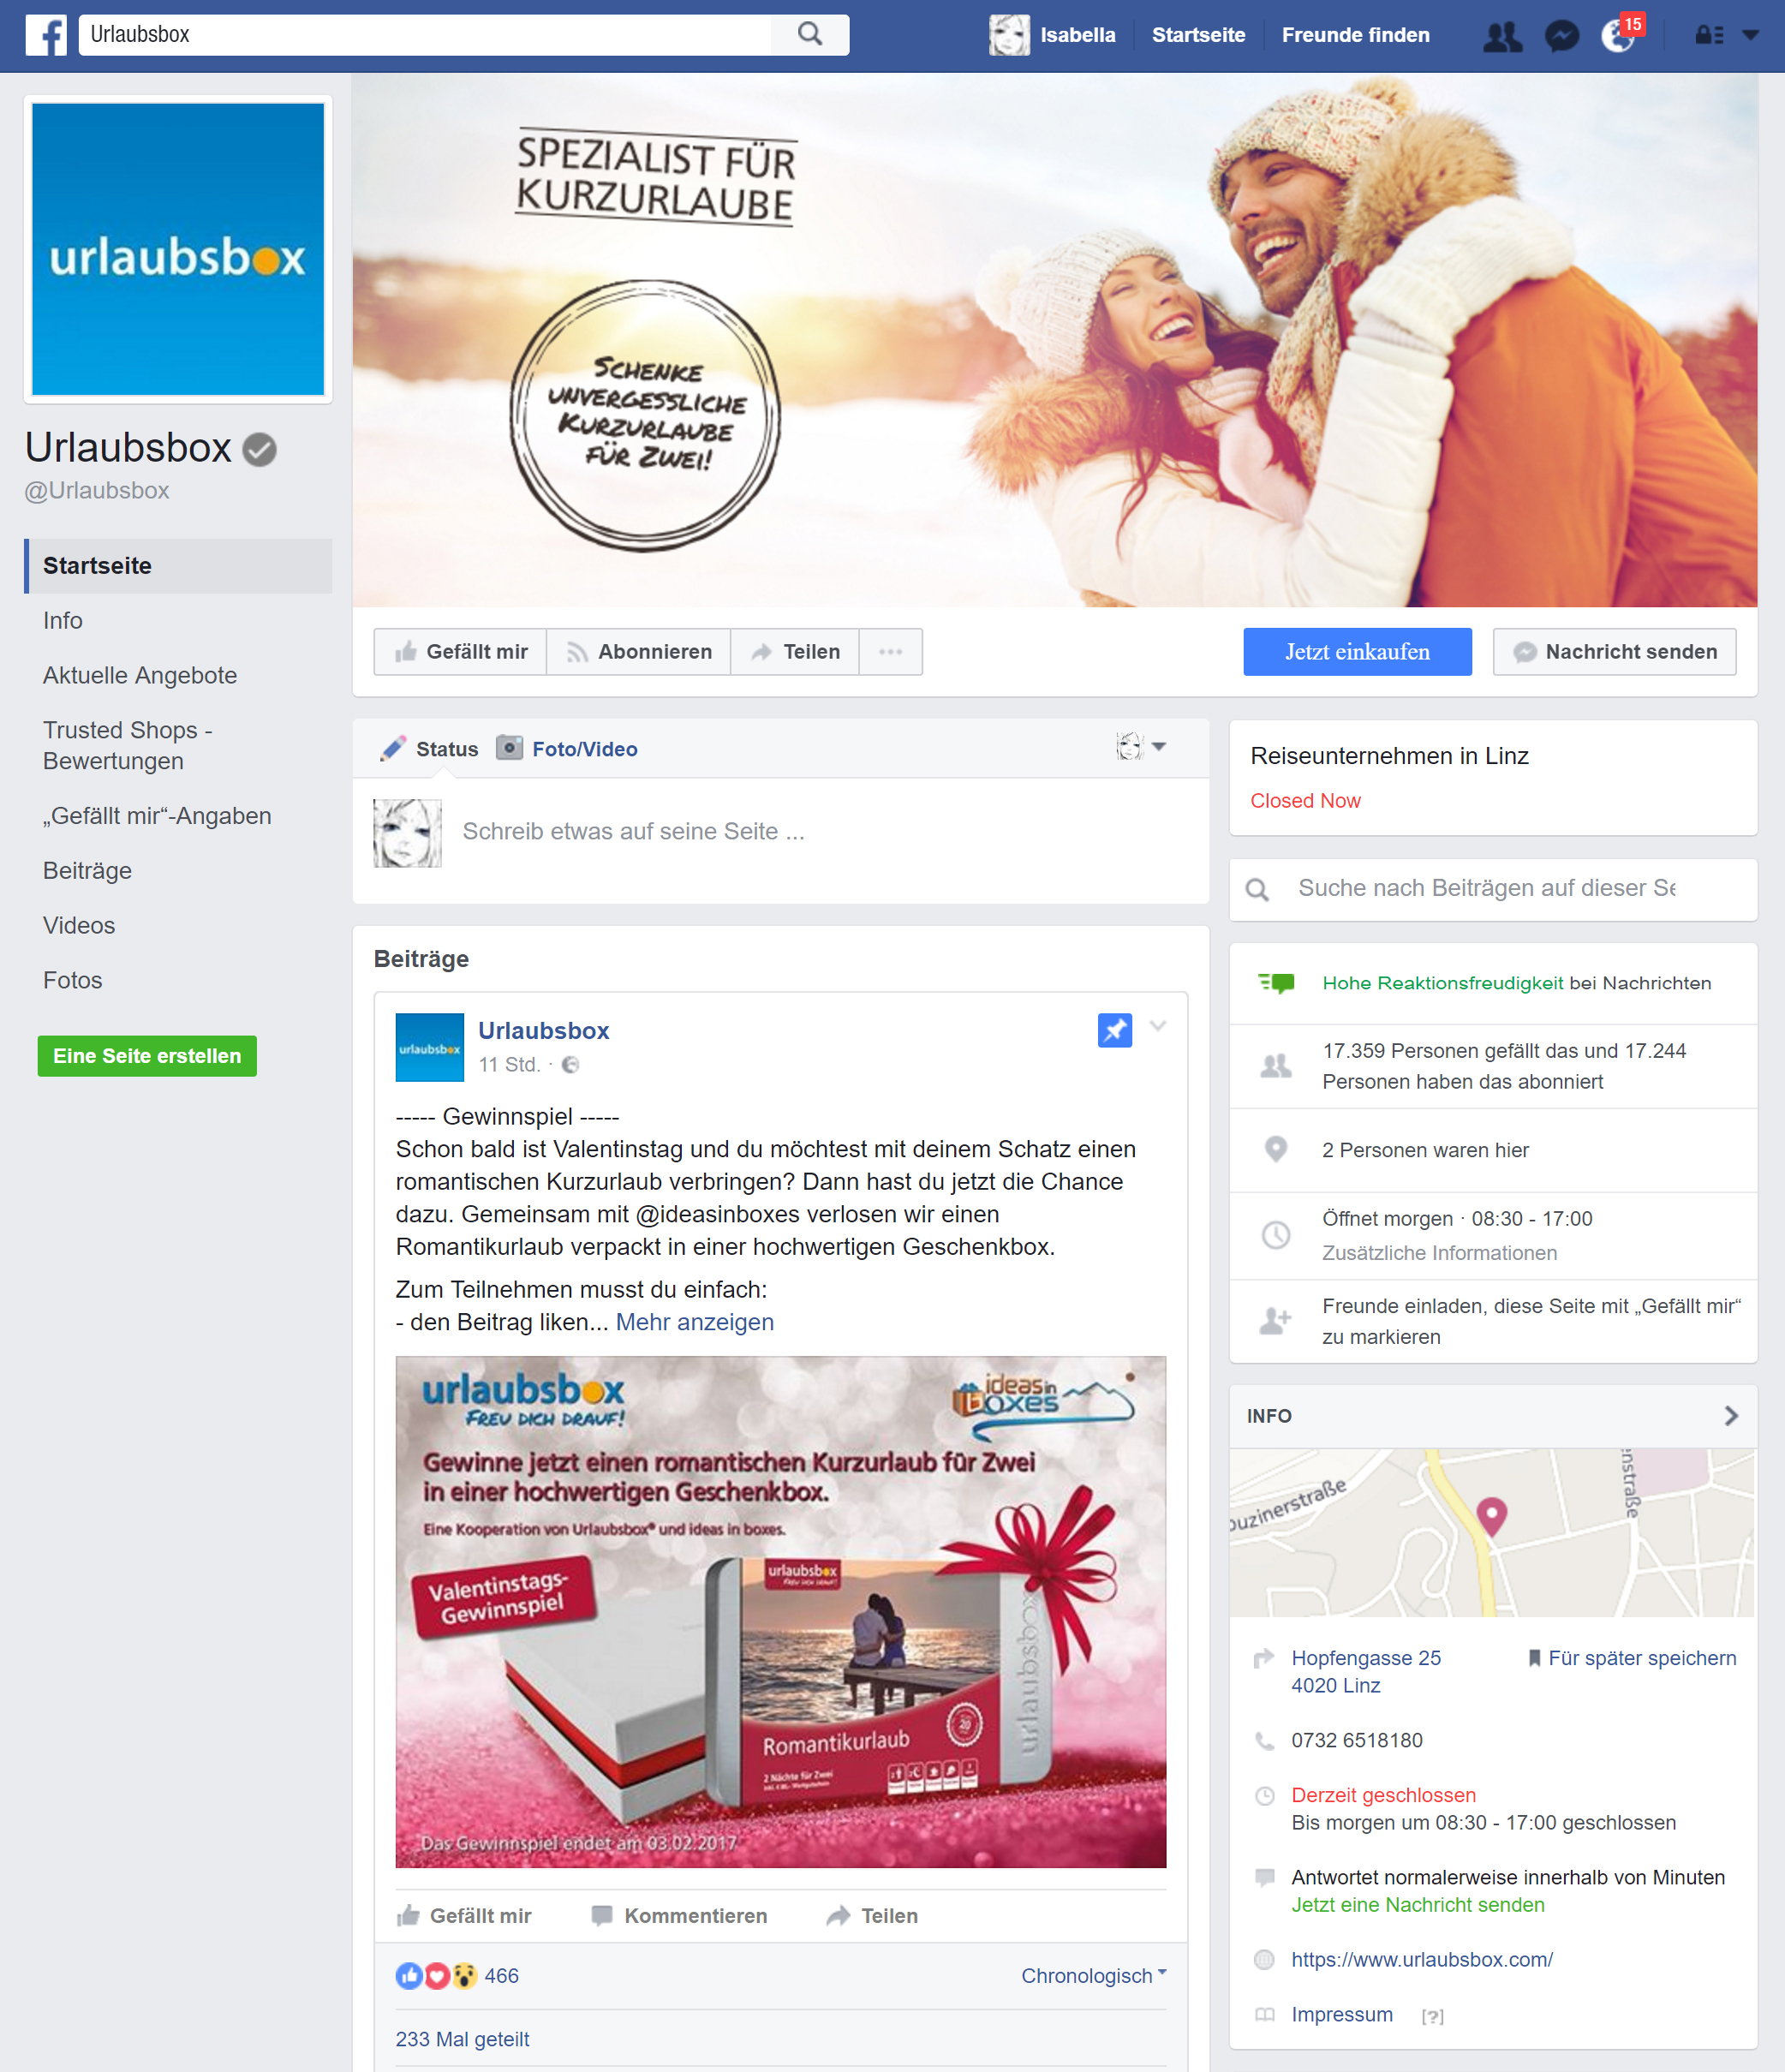 Urlaubsbox
Isabella
Startseite
Freunde finden
15
urlaubsbox
Urlaubsbox
@Urlaubsbox
Startseite
Info
Aktuelle Angebote
Trusted Shops -
Bewertungen
„Gefällt mir“-Angaben
Beiträge
Videos
Fotos
Eine Seite erstellen
SPEZIALIST FÜR
KURZURLAUBE
SCHENKE
UNVERGESSLICHE
KURZURLAUBE
FÜR ZWEI!
Gefällt mir
Abonnieren
Teilen
Jetzt einkaufen
Nachricht senden
Status
Foto/Video
Schreib etwas auf seine Seite ...
Beiträge
urlaubsbox
Urlaubsbox
11 Std. ·
----- Gewinnspiel -----
Schon bald ist Valentinstag und du möchtest mit deinem Schatz einen
romantischen Kurzurlaub verbringen? Dann hast du jetzt die Chance
dazu. Gemeinsam mit @ideasinboxes verlosen wir einen
Romantikurlaub verpackt in einer hochwertigen Geschenkbox.
Zum Teilnehmen musst du einfach:
- den Beitrag liken... Mehr anzeigen
urlaubsbox
FREU DICH DRAUF!
ideas in
boxes
Gewinne jetzt einen romantischen Kurzurlaub für Zwei
in einer hochwertigen Geschenkbox.
Eine Kooperation von Urlaubsbox® und ideas in boxes.
Valentinstags-
Gewinnspiel
urlaubsbox
FREU DICH DRAUF!
urlaubsbox
Romantikurlaub
2 Nächte für Zwei
Das Gewinnspiel endet am 03.02.2017
Gefällt mir
Kommentieren
Teilen
466
Chronologisch
233 Mal geteilt
Reiseunternehmen in Linz
Closed Now
Suche nach Beiträgen auf dieser Se
Hohe Reaktionsfreudigkeit bei Nachrichten
17.359 Personen gefällt das und 17.244
Personen haben das abonniert
2 Personen waren hier
Öffnet morgen · 08:30 - 17:00
Zusätzliche Informationen
Freunde einladen, diese Seite mit „Gefällt mir“
zu markieren
INFO
ouzinerstraße
enstraße
Hopfengasse 25
4020 Linz
Für später speichern
0732 6518180
Derzeit geschlossen
Bis morgen um 08:30 - 17:00 geschlossen
Antwortet normalerweise innerhalb von Minuten
Jetzt eine Nachricht senden
https://www.urlaubsbox.com/
Impressum
[?]